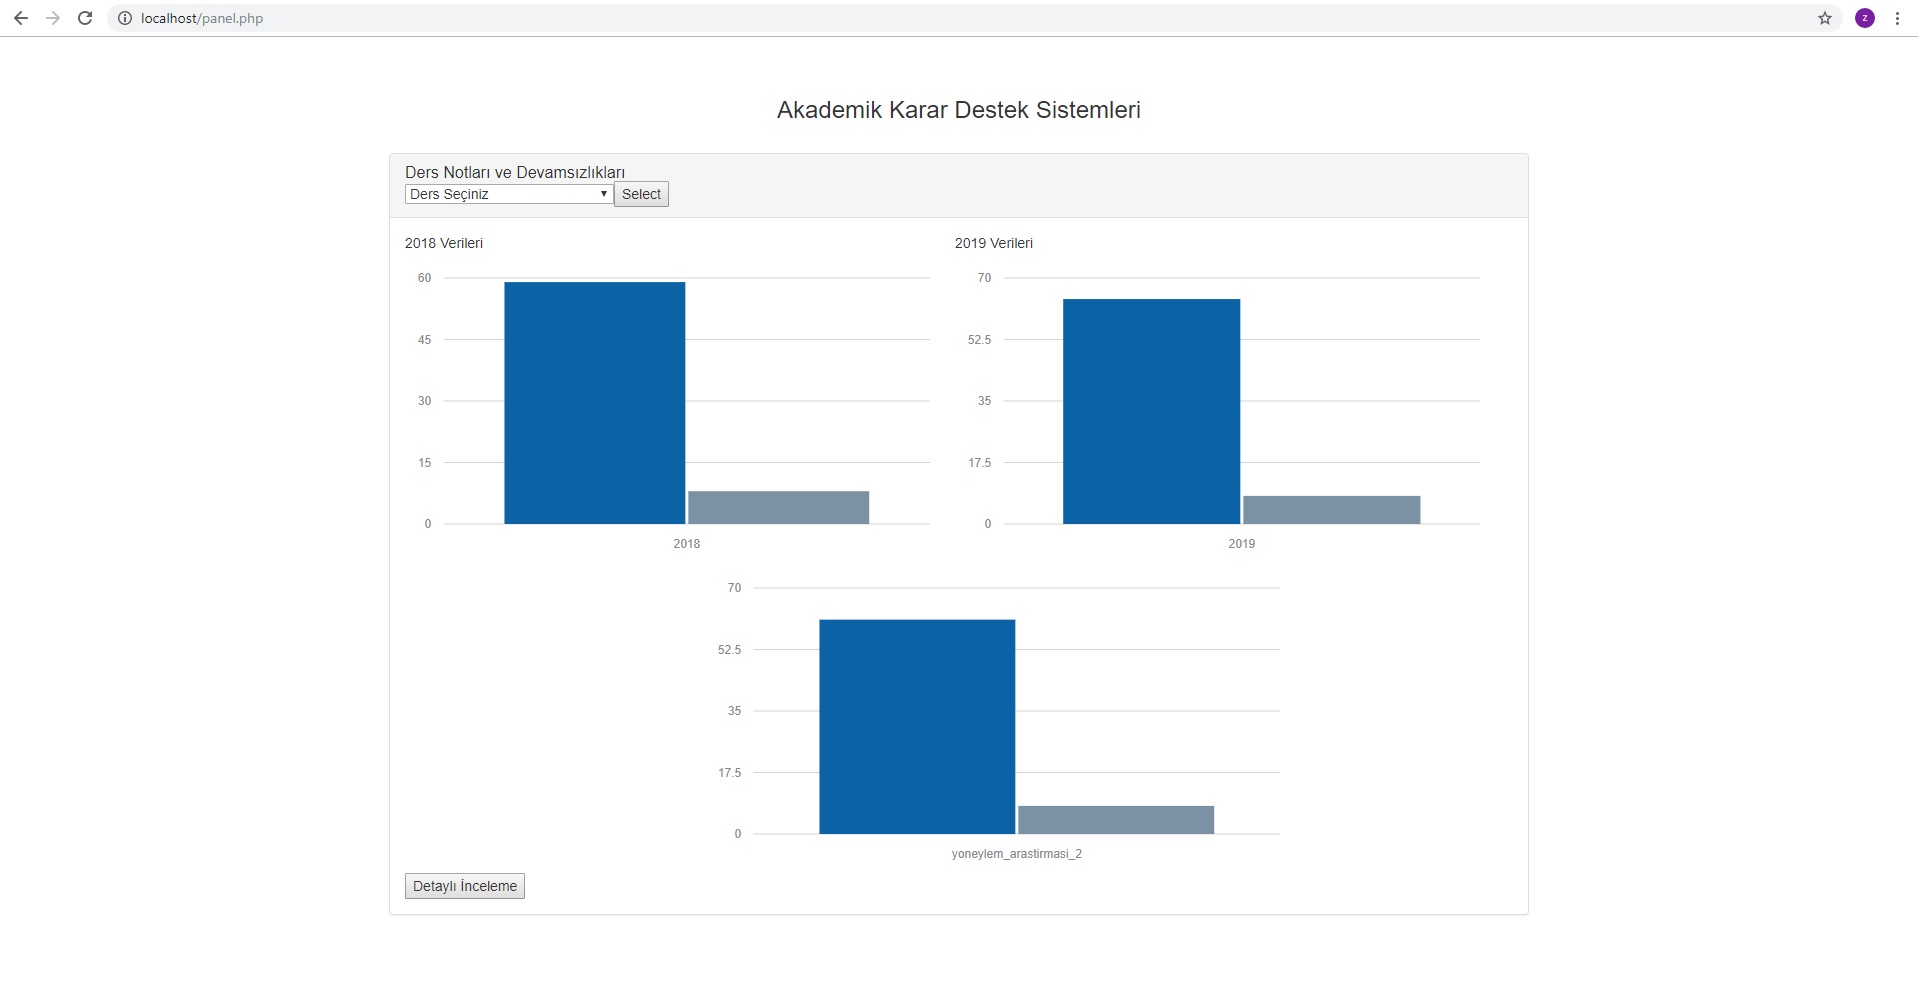 localhost/panel.php
z
Akademik Karar Destek Sistemleri
Ders Notları ve Devamsızlıkları
Ders Seçiniz
Select
2018 Verileri
60
45
30
15
0
2018
2019 Verileri
70
52.5
35
17.5
0
2019
70
52.5
35
17.5
0
yoneylem_arastirmasi_2
Detaylı İnceleme